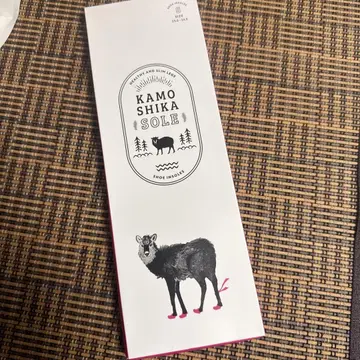 HEALTHY AND SLIM LEGS
KAMO
SHIKA
SOLE
SHOE INSOLES